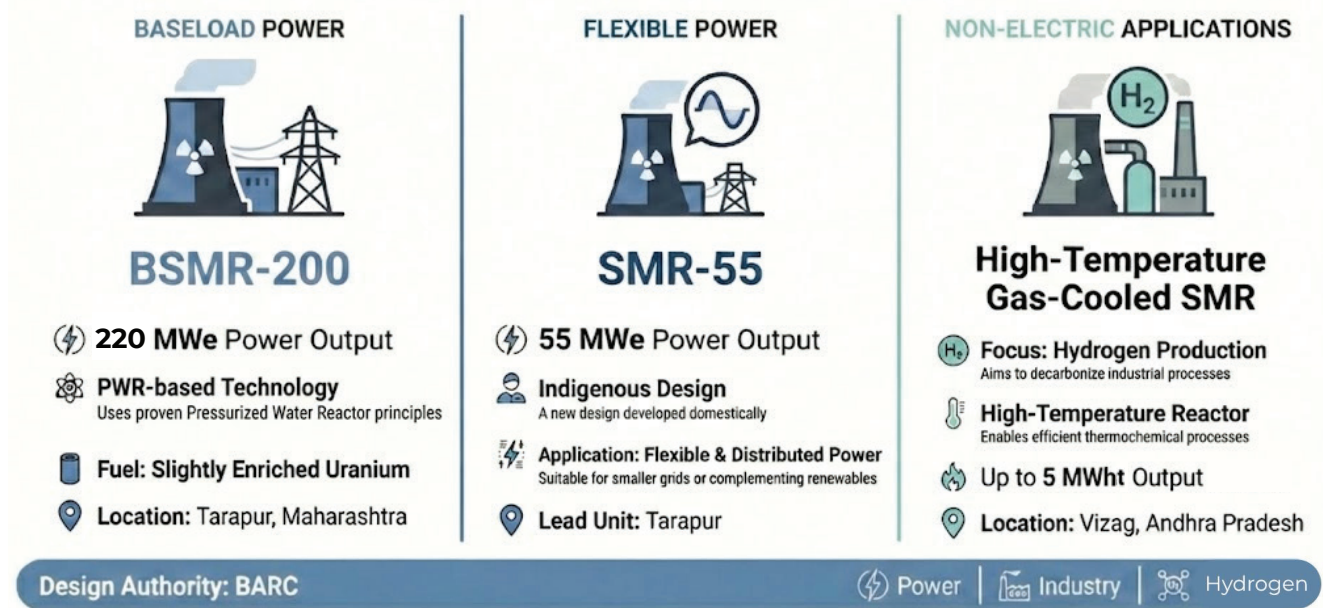 BASELOAD POWER
BSMR-200
220 MWe Power Output
PWR-based Technology
Uses proven Pressurized Water Reactor principles
Fuel: Slightly Enriched Uranium
Location: Tarapur, Maharashtra
FLEXIBLE POWER
SMR-55
55 MWe Power Output
Indigenous Design
A new design developed domestically
Application: Flexible & Distributed Power
Suitable for smaller grids or complementing renewables
Lead Unit: Tarapur
NON-ELECTRIC APPLICATIONS
H₂
High-Temperature
Gas-Cooled SMR
Focus: Hydrogen Production
Aims to decarbonize industrial processes
High-Temperature Reactor
Enables efficient thermochemical processes
Up to 5 MWht Output
Location: Vizag, Andhra Pradesh
Design Authority: BARC
Power
Industry
Hydrogen